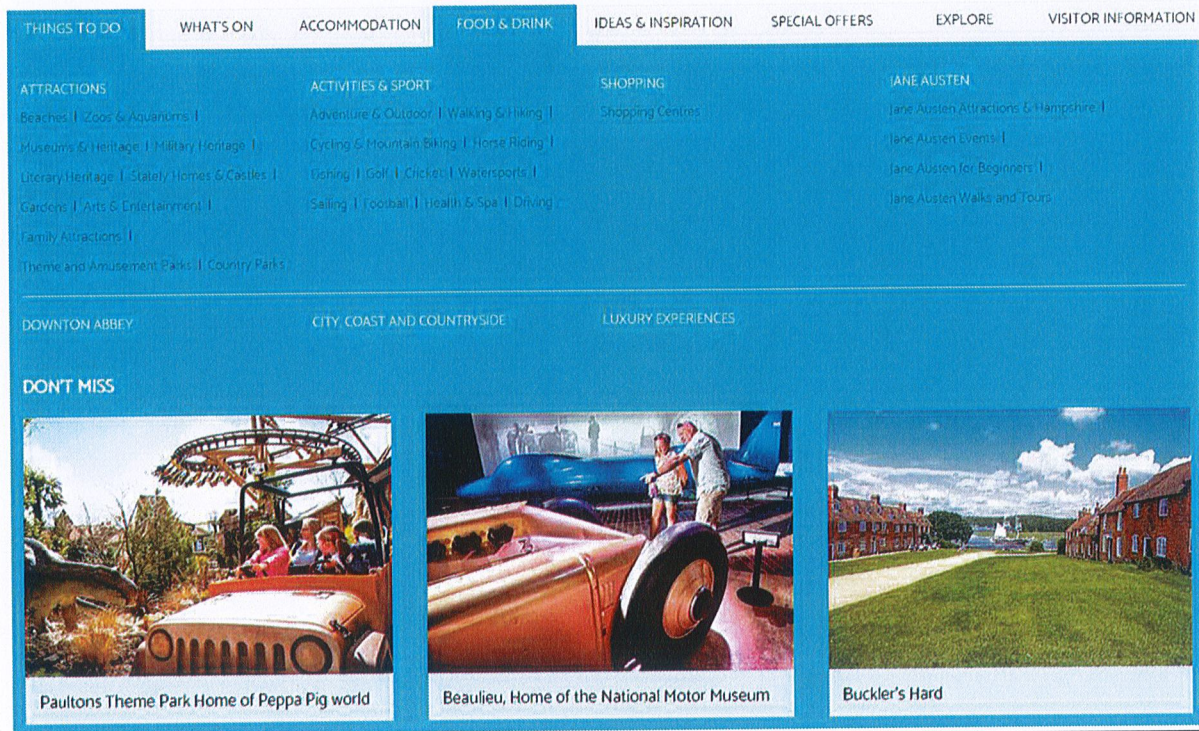 THINGS TO DO WHAT'S ON ACCOMMODATION FOOD & DRINK IDEAS & INSPIRATION SPECIAL OFFERS EXPLORE VISITOR INFORMATION
ATTRACTIONS
Beaches | Zoos & Aquariums |
Museums & Heritage | Military Heritage |
Literary Heritage | Stately Homes & Castles |
Gardens | Arts & Entertainment |
Family Attractions |
Theme and Amusement Parks | Country Parks
ACTIVITIES & SPORT
Adventure & Outdoor | Walking & Hiking |
Cycling & Mountain Biking | Horse Riding |
Fishing | Golf | Cricket | Watersports |
Sailing | Football | Health & Spa | Driving
SHOPPING
Shopping Centres
JANE AUSTEN
Jane Austen Attractions & Hampshire |
Jane Austen Events |
Jane Austen for Beginners |
Jane Austen Walks and Tours
DOWNTON ABBEY CITY, COAST AND COUNTRYSIDE LUXURY EXPERIENCES
DON'T MISS
Paultons Theme Park Home of Peppa Pig world
Beaulieu, Home of the National Motor Museum
Buckler's Hard